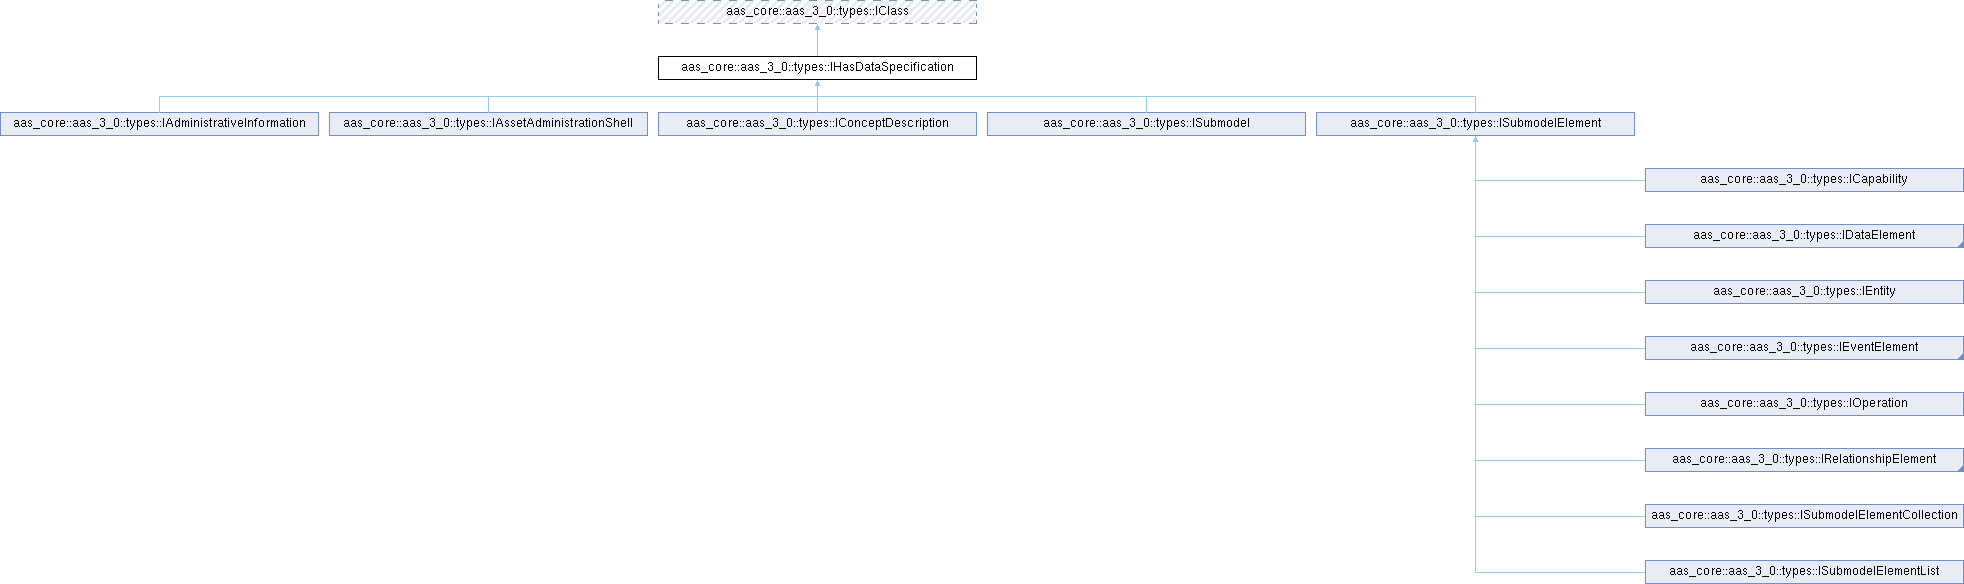 aas_core::aas_3_0::types::IClass
aas_core::aas_3_0::types::IHasDataSpecification
aas_core::aas_3_0::types::IAdministrativeInformation
aas_core::aas_3_0::types::IAssetAdministrationShell
aas_core::aas_3_0::types::IConceptDescription
aas_core::aas_3_0::types::ISubmodel
aas_core::aas_3_0::types::ISubmodelElement
aas_core::aas_3_0::types::ICapability
aas_core::aas_3_0::types::IDataElement
aas_core::aas_3_0::types::IEntity
aas_core::aas_3_0::types::IEventElement
aas_core::aas_3_0::types::IOperation
aas_core::aas_3_0::types::IRelationshipElement
aas_core::aas_3_0::types::ISubmodelElementCollection
aas_core::aas_3_0::types::ISubmodelElementList